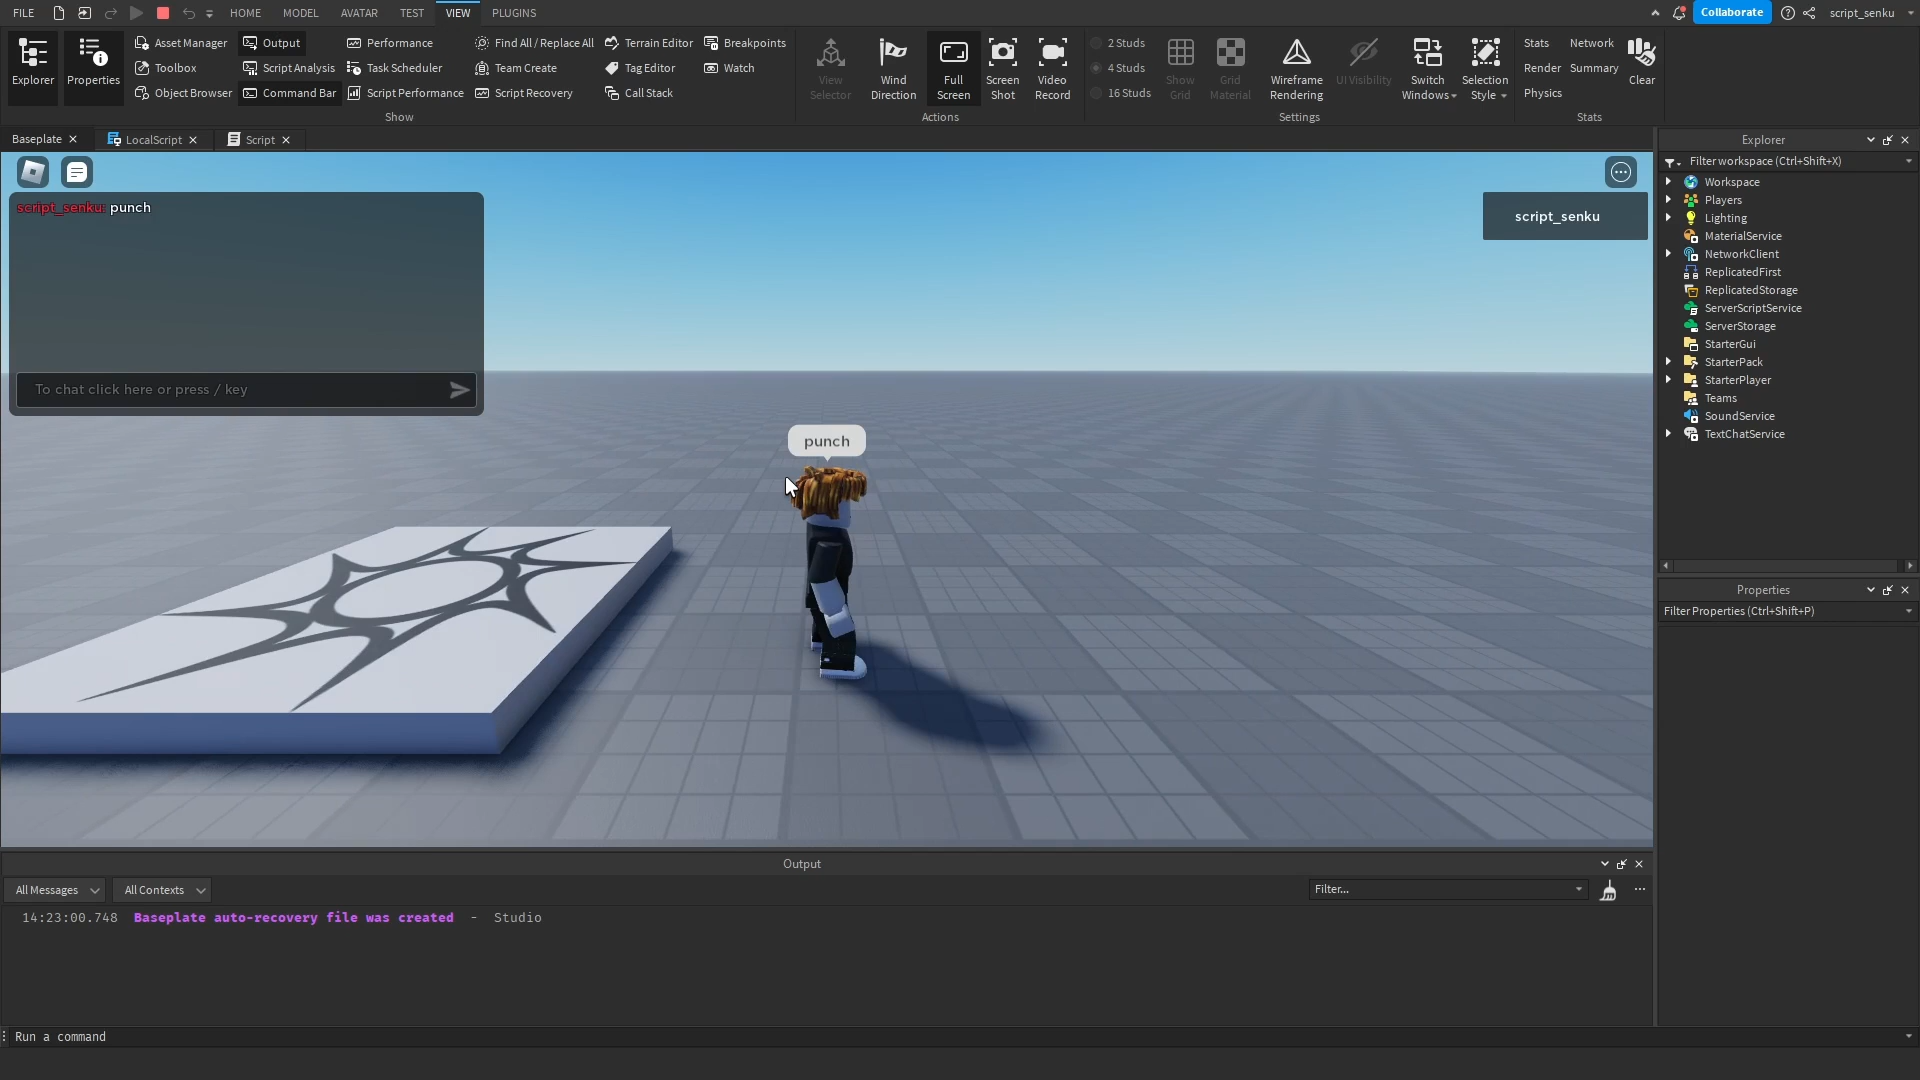 FILE HOME MODEL AVATAR TEST VIEW PLUGINS Collaborate script_senku
Explorer
Properties
Asset Manager
Toolbox
Object Browser
Output
Script Analysis
Command Bar
Performance
Task Scheduler
Script Performance
Find All / Replace All
Team Create
Script Recovery
Terrain Editor
Tag Editor
Call Stack
Breakpoints
Watch
Show
View
Selector
Wind
Direction
Full
Screen
Screen
Shot
Video
Record
Actions
2 Studs
4 Studs
16 Studs
Show
Grid
Grid
Material
Wireframe
Rendering
UI Visibility
Switch
Windows
Selection
Style
Settings
Stats
Render
Physics
Network
Summary
Clear
Stats
Baseplate LocalScript Script
script_senku: punch
To chat click here or press / key
script_senku
punch
Explorer
Filter workspace (Ctrl+Shift+X)
Workspace
Players
Lighting
MaterialService
NetworkClient
ReplicatedFirst
ReplicatedStorage
ServerScriptService
ServerStorage
StarterGui
StarterPack
StarterPlayer
Teams
SoundService
TextChatService
Properties
Filter Properties (Ctrl+Shift+P)
Output
All Messages All Contexts Filter...
14:23:00.748 Baseplate auto-recovery file was created - Studio
Run a command